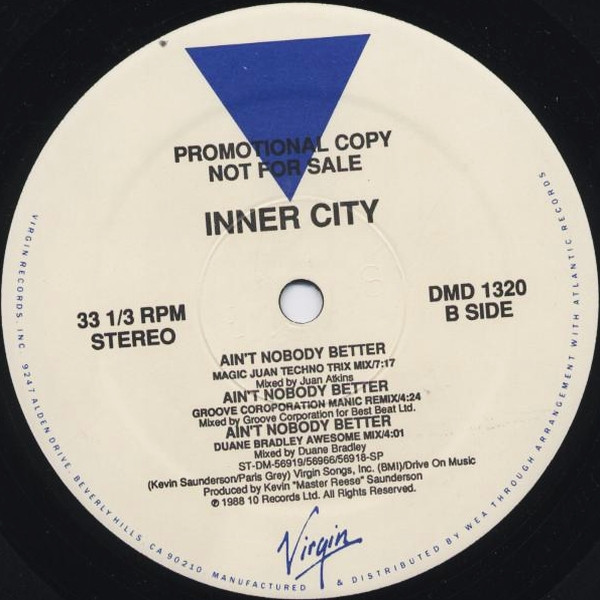 PROMOTIONAL COPY
NOT FOR SALE
INNER CITY
33 1/3 RPM
STEREO
DMD 1320
B SIDE
AIN'T NOBODY BETTER
MAGIC JUAN TECHNO TRIX MIX/7:17
Mixed by Juan Atkins
AIN'T NOBODY BETTER
GROOVE COROPORATION MANIC REMIX/4:24
Mixed by Groove Corporation for Best Beat Ltd.
AIN'T NOBODY BETTER
DUANE BRADLEY AWESOME MIX/4:01
Mixed by Duane Bradley
ST-DM-56919/56966/56918-SP
(Kevin Saunderson/Paris Grey) Virgin Songs, Inc. (BMI)/Drive On Music
Produced by Kevin "Master Reese" Saunderson
℗ 1988 10 Records Ltd. All Rights Reserved.
Virgin
VIRGIN RECORDS, INC. 9247 ALDEN DRIVE, BEVERLY HILLS, CA 90210 MANUFACTURED & DISTRIBUTED BY WEA THROUGH ARRANGEMENT WITH ATLANTIC RECORDS